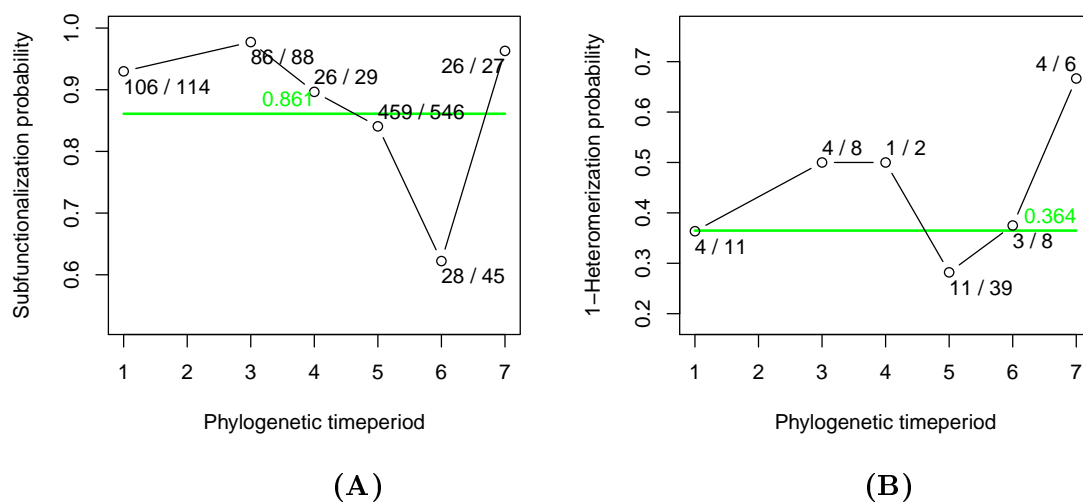 Subfunctionalization probability
1.0
0.9
0.8
0.7
0.6
106 / 114
86 / 88
26 / 29
0.861
459 / 546
28 / 45
26 / 27
1 2 3 4 5 6 7
Phylogenetic timeperiod
(A)
1−Heteromerization probability
0.7
0.6
0.5
0.4
0.3
0.2
4 / 11
4 / 8
1 / 2
11 / 39
3 / 8
0.364
4 / 6
1 2 3 4 5 6 7
Phylogenetic timeperiod
(B)